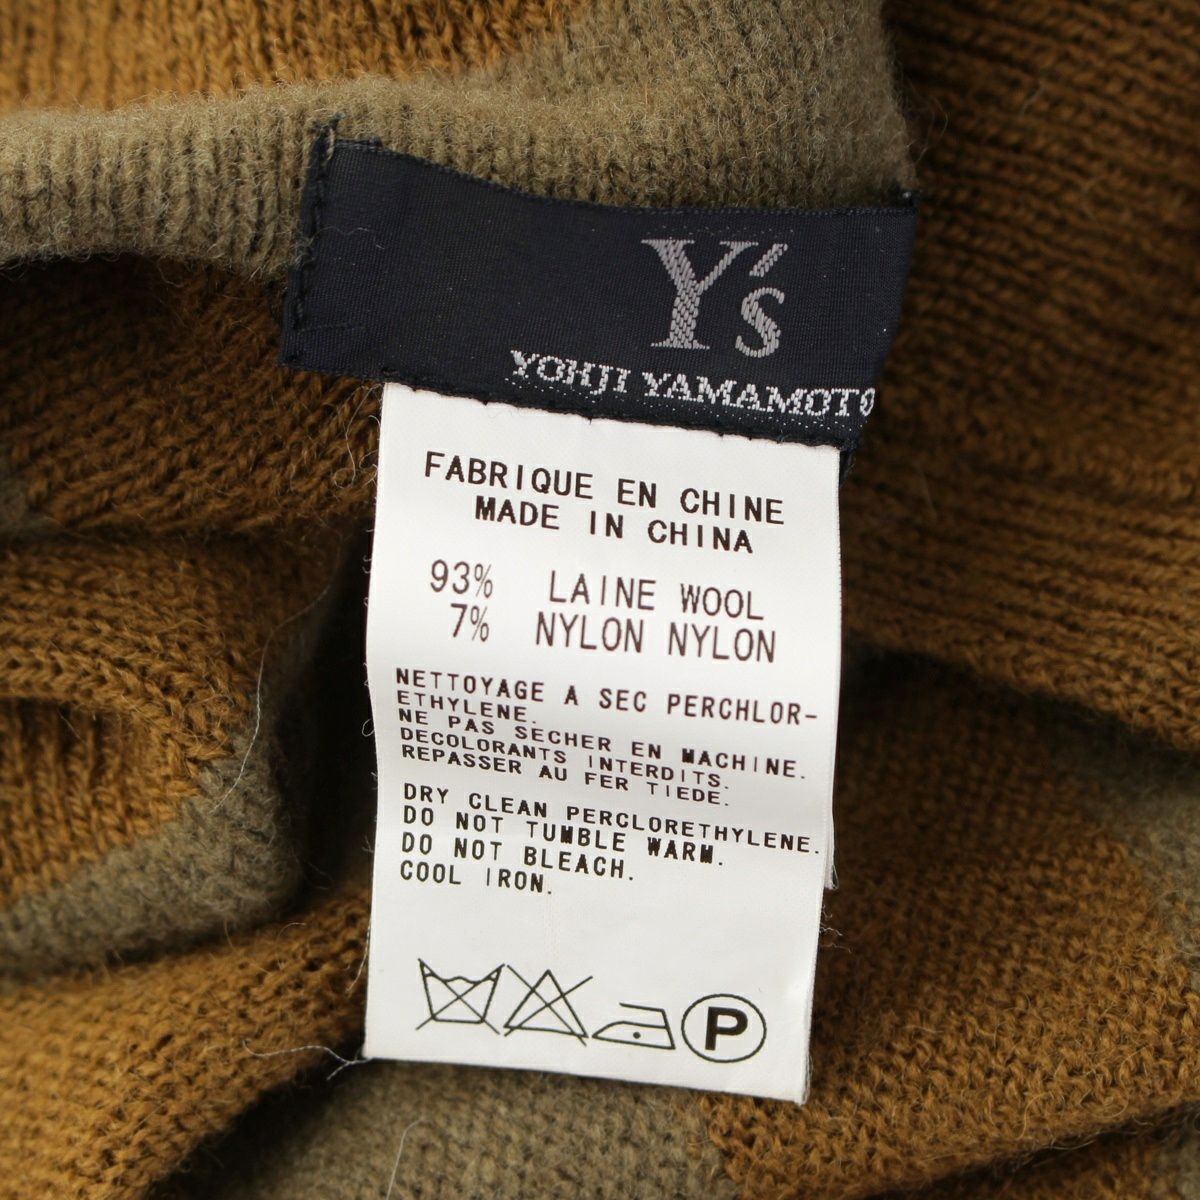 Y's
YOHJI YAMAMOTO
FABRIQUE EN CHINE
MADE IN CHINA
93% LAINE WOOL
7% NYLON NYLON
NETTOYAGE A SEC PERCHLOR-
ETHYLENE.
NE PAS SECHER EN MACHINE.
DECOLORANTS INTERDITS.
REPASSER AU FER TIEDE.
DRY CLEAN PERCLORETHYLENE.
DO NOT TUMBLE WARM.
DO NOT BLEACH.
COOL IRON.
P